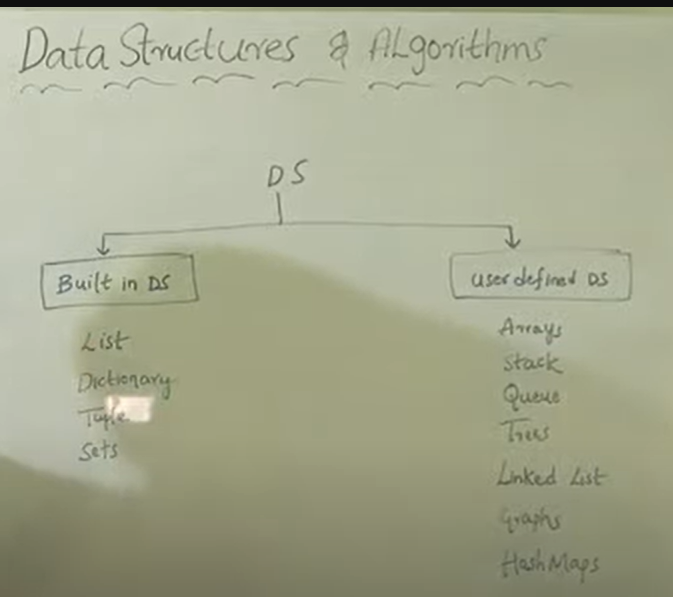 Data Structures & ALgorithms
DS
Built in DS
List
Dictionary
Tuple
Sets
user defined DS
Arrays
Stack
Queue
Trees
Linked List
Graphs
HashMaps